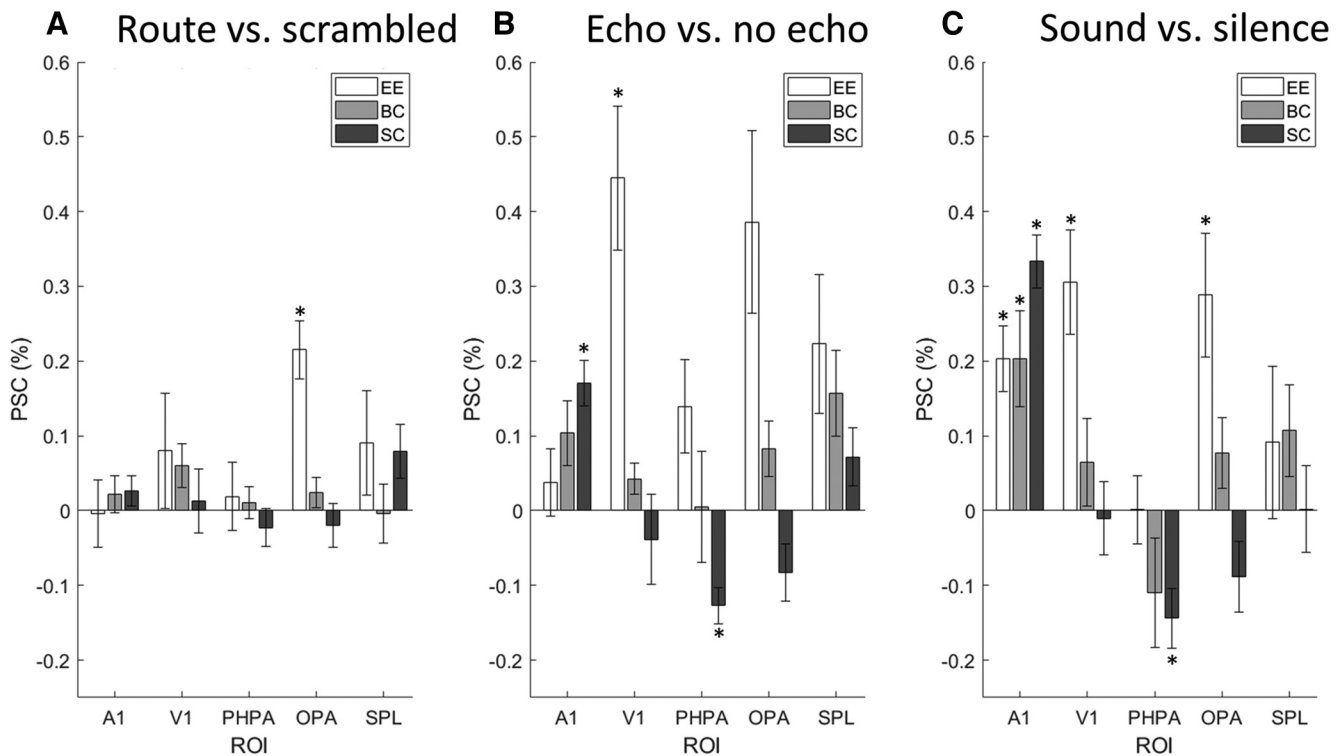 A Route vs. scrambled
0.6
0.5
0.4
0.3
0.2
0.1
0
-0.1
-0.2
PSC (%)
EE
BC
SC
*
A1 V1 PHPA OPA SPL
ROI
B Echo vs. no echo
0.6
0.5
0.4
0.3
0.2
0.1
0
-0.1
-0.2
PSC (%)
EE
BC
SC
*
*
*
A1 V1 PHPA OPA SPL
ROI
C Sound vs. silence
0.6
0.5
0.4
0.3
0.2
0.1
0
-0.1
-0.2
PSC (%)
EE
BC
SC
* * * * *
*
A1 V1 PHPA OPA SPL
ROI